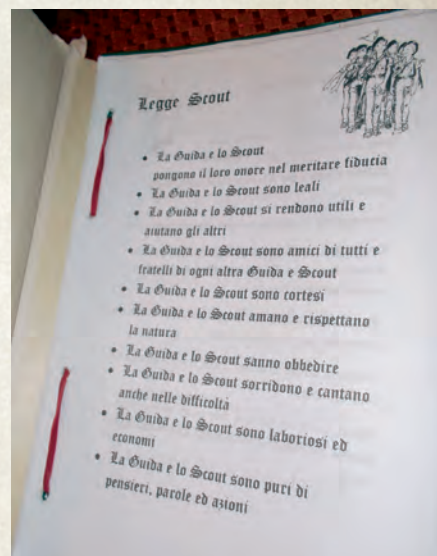 Legge Scout
• La Guida e lo Scout
pongono il loro onore nel meritare fiducia
• La Guida e lo Scout sono leali
• La Guida e lo Scout si rendono utili e
aiutano gli altri
• La Guida e lo Scout sono amici di tutti e
fratelli di ogni altra Guida e Scout
• La Guida e lo Scout sono cortesi
• La Guida e lo Scout amano e rispettano
la natura
• La Guida e lo Scout sanno obbedire
• La Guida e lo Scout sorridono e cantano
anche nelle difficoltà
• La Guida e lo Scout sono laboriosi ed
economi
• La Guida e lo Scout sono puri di
pensieri, parole ed azioni